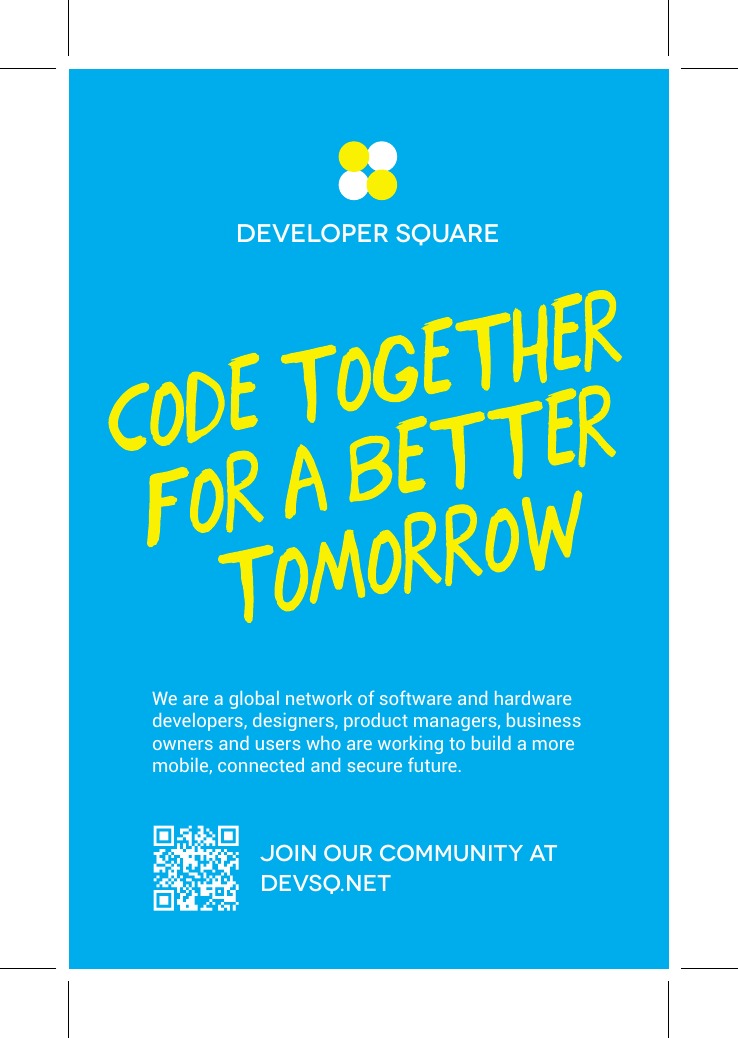 DEVELOPER SQUARE
CODE TOGETHER
FOR A BETTER
TOMORROW
We are a global network of software and hardware
developers, designers, product managers, business
owners and users who are working to build a more
mobile, connected and secure future.
JOIN OUR COMMUNITY AT
DEVSQ.NET